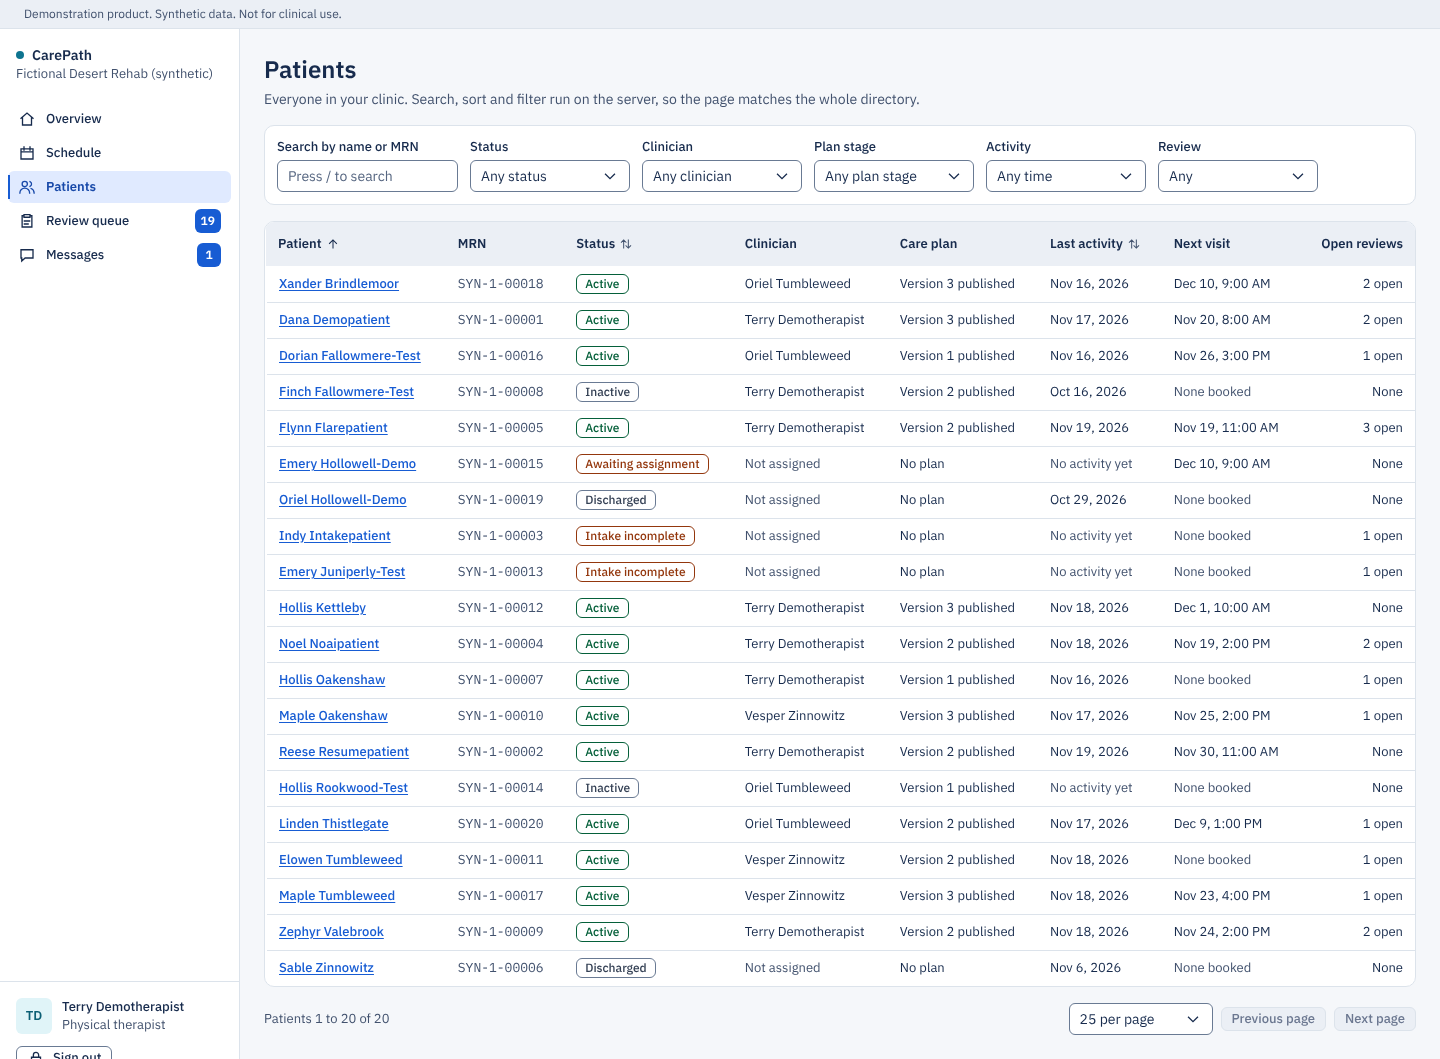 Demonstration product. Synthetic data. Not for clinical use.
CarePath
Fictional Desert Rehab (synthetic)
Overview
Schedule
Patients
Review queue 19
Messages 1
Terry Demotherapist
TD
Physical therapist
Sign out
Patients
Everyone in your clinic. Search, sort and filter run on the server, so the page matches the whole directory.
Search by name or MRN Status Clinician Plan stage Activity Review
Press / to search Any status Any clinician Any plan stage Any time Any
Patient MRN Status Clinician Care plan Last activity Next visit Open reviews
Xander Brindlemoor SYN-1-00018 Active Oriel Tumbleweed Version 3 published Nov 16, 2026 Dec 10, 9:00 AM 2 open
Dana Demopatient SYN-1-00001 Active Terry Demotherapist Version 3 published Nov 17, 2026 Nov 20, 8:00 AM 2 open
Dorian Fallowmere-Test SYN-1-00016 Active Oriel Tumbleweed Version 1 published Nov 16, 2026 Nov 26, 3:00 PM 1 open
Finch Fallowmere-Test SYN-1-00008 Inactive Terry Demotherapist Version 2 published Oct 16, 2026 None booked None
Flynn Flarepatient SYN-1-00005 Active Terry Demotherapist Version 2 published Nov 19, 2026 Nov 19, 11:00 AM 3 open
Emery Hollowell-Demo SYN-1-00015 Awaiting assignment Not assigned No plan No activity yet Dec 10, 9:00 AM None
Oriel Hollowell-Demo SYN-1-00019 Discharged Not assigned No plan Oct 29, 2026 None booked None
Indy Intakepatient SYN-1-00003 Intake incomplete Not assigned No plan No activity yet None booked 1 open
Emery Juniperly-Test SYN-1-00013 Intake incomplete Not assigned No plan No activity yet None booked 1 open
Hollis Kettleby SYN-1-00012 Active Terry Demotherapist Version 3 published Nov 18, 2026 Dec 1, 10:00 AM None
Noel Noaipatient SYN-1-00004 Active Terry Demotherapist Version 2 published Nov 18, 2026 Nov 19, 2:00 PM 2 open
Hollis Oakenshaw SYN-1-00007 Active Terry Demotherapist Version 1 published Nov 16, 2026 None booked 1 open
Maple Oakenshaw SYN-1-00010 Active Vesper Zinnowitz Version 3 published Nov 17, 2026 Nov 25, 2:00 PM 1 open
Reese Resumepatient SYN-1-00002 Active Terry Demotherapist Version 2 published Nov 19, 2026 Nov 30, 11:00 AM None
Hollis Rookwood-Test SYN-1-00014 Inactive Oriel Tumbleweed Version 1 published No activity yet None booked None
Linden Thistlegate SYN-1-00020 Active Oriel Tumbleweed Version 2 published Nov 17, 2026 Dec 9, 1:00 PM 1 open
Elowen Tumbleweed SYN-1-00011 Active Vesper Zinnowitz Version 2 published Nov 18, 2026 None booked 1 open
Maple Tumbleweed SYN-1-00017 Active Vesper Zinnowitz Version 3 published Nov 18, 2026 Nov 23, 4:00 PM 1 open
Zephyr Valebrook SYN-1-00009 Active Terry Demotherapist Version 2 published Nov 18, 2026 Nov 24, 2:00 PM 2 open
Sable Zinnowitz SYN-1-00006 Discharged Not assigned No plan Nov 6, 2026 None booked None
Patients 1 to 20 of 20 25 per page Previous page Next page